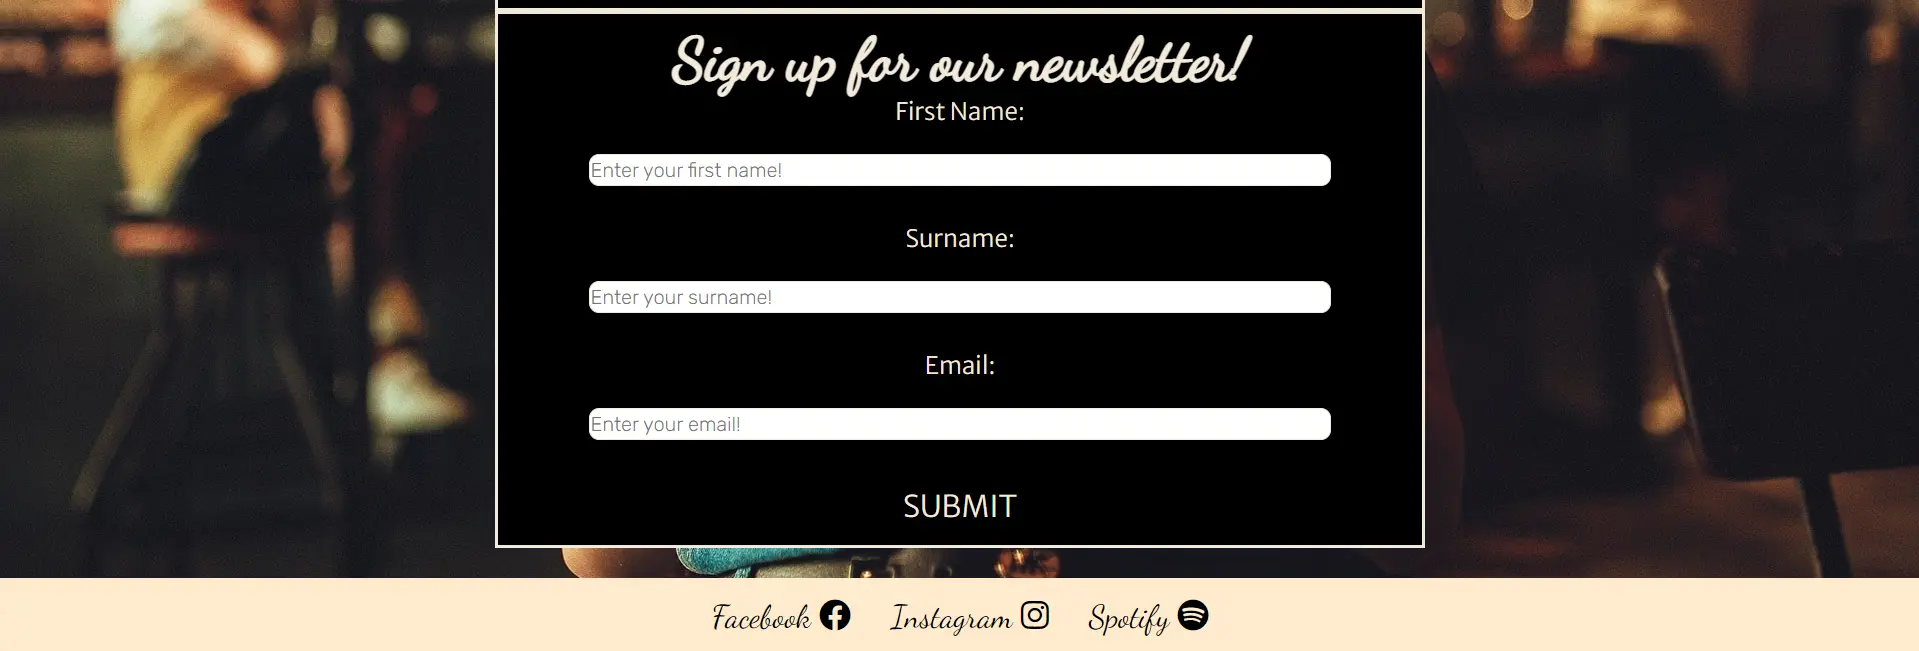 Sign up for our newsletter!
First Name:
Enter your first name!
Surname:
Enter your surname!
Email:
Enter your email!
SUBMIT
Facebook Instagram Spotify